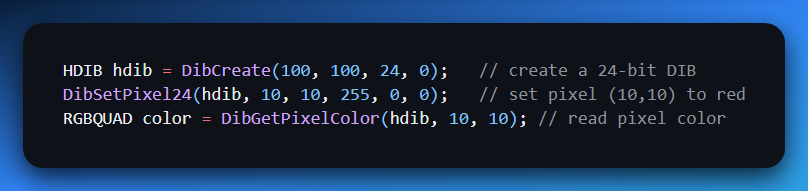 HDIB hdib = DibCreate(100, 100, 24, 0);   // create a 24-bit DIB
DibSetPixel24(hdib, 10, 10, 255, 0, 0);   // set pixel (10,10) to red
RGBQUAD color = DibGetPixelColor(hdib, 10, 10); // read pixel color